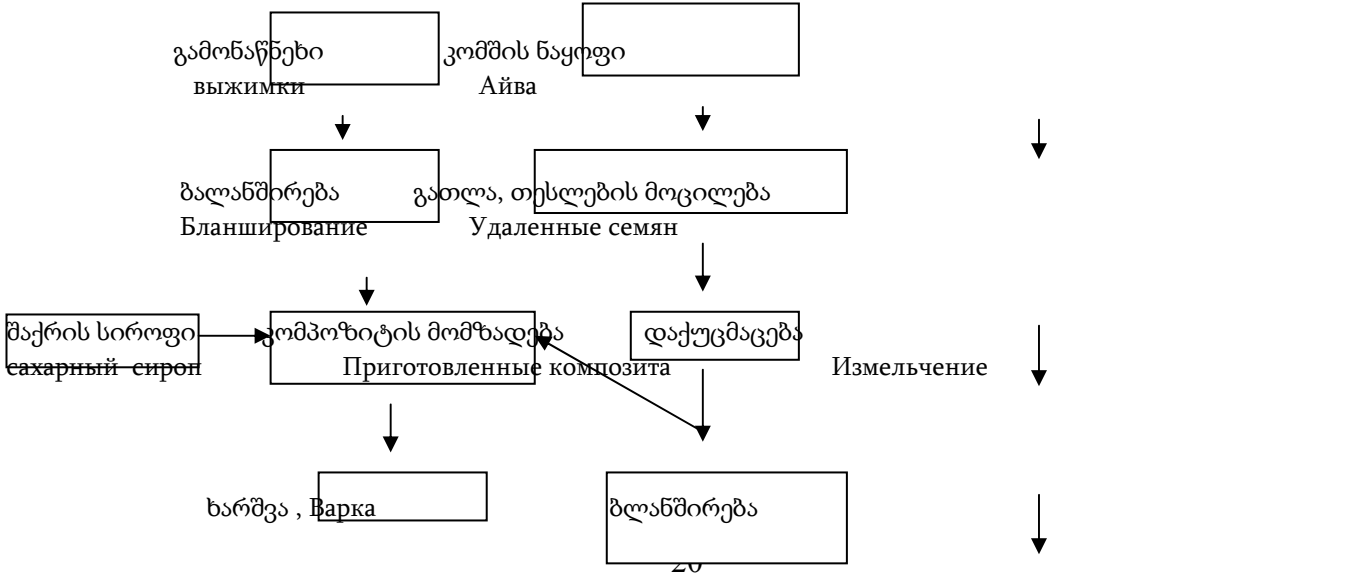 გამონაწნეხი კომშის ნაყოფი
выжимки Айва
ბალანშირება გათლა, თესლების მოცილება
Бланширование Удаленные семян
შაქრის სიროფი კომპოზიტის მომზადება დაქუცმაცება
сахарный сироп Приготовленные композита Измельчение
ხარშვა , Варка ბლანშირება
20